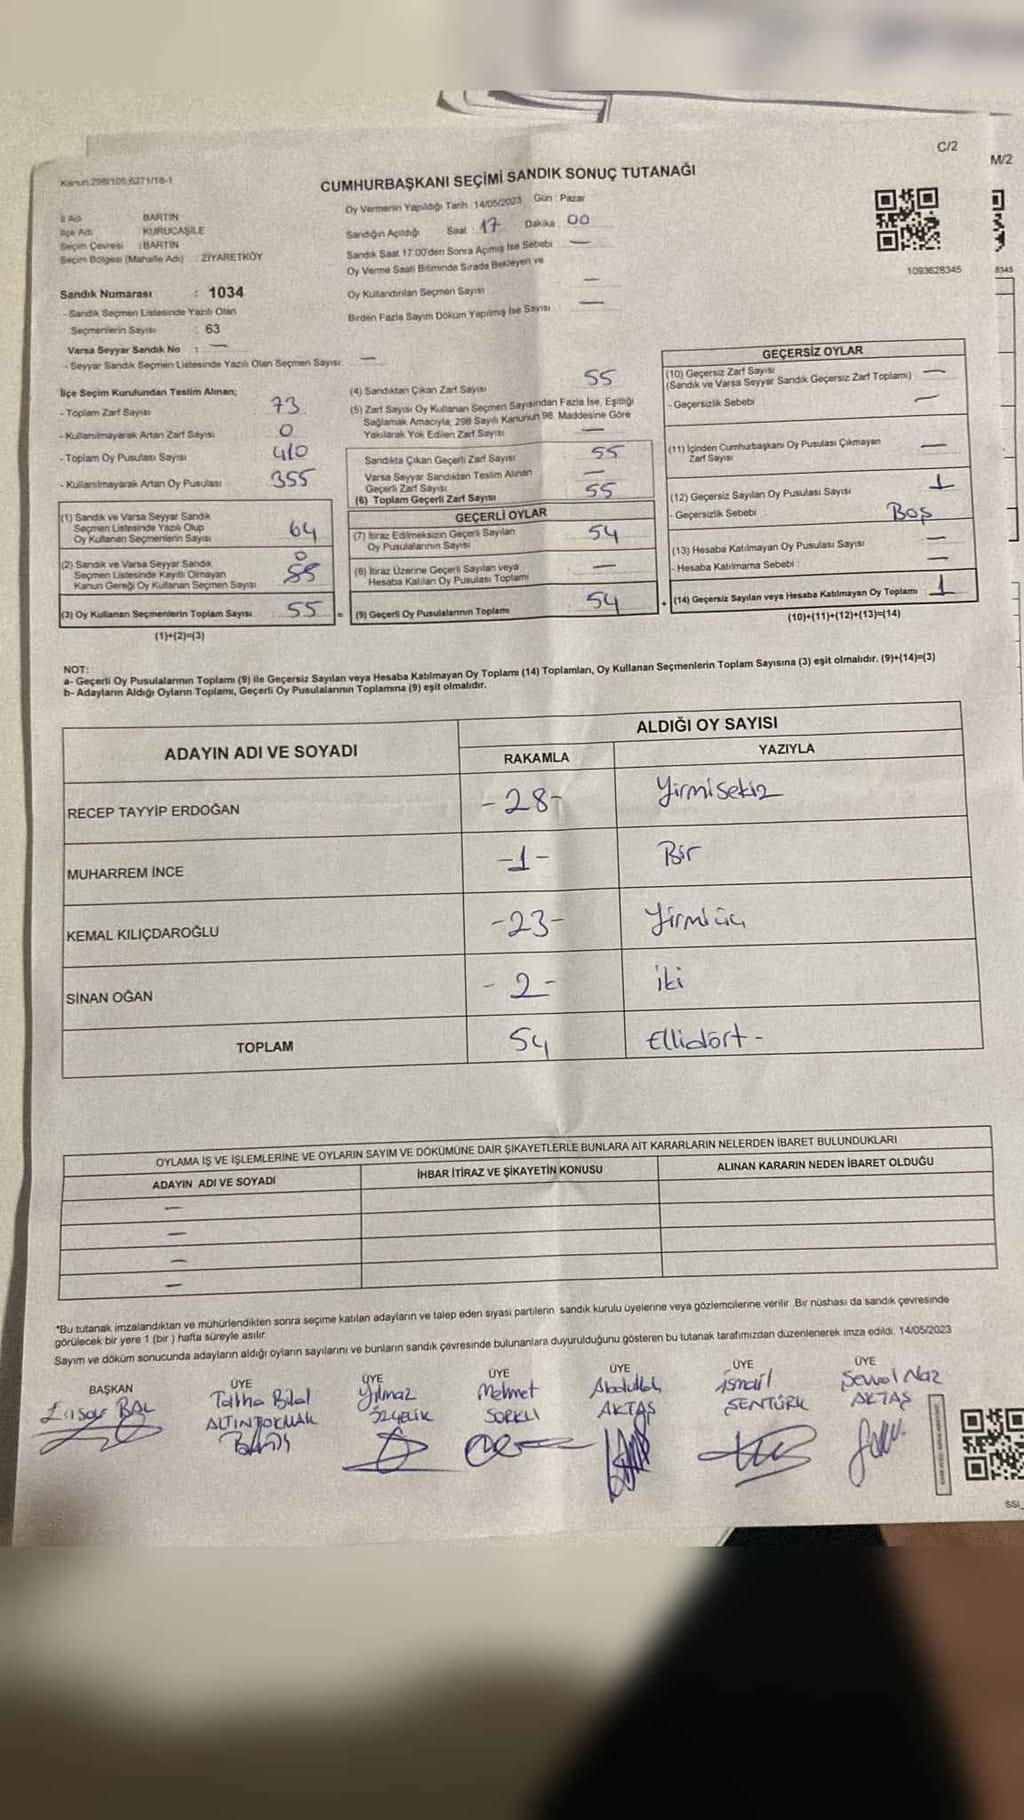 C/2
M/2
Kanun:298/105;6271/18-1
CUMHURBAŞKANI SEÇİMİ SANDIK SONUÇ TUTANAĞI
İl Adı BARTIN
İlçe Adı KURUCAŞİLE
Seçim Çevresi : BARTIN
Seçim Bölgesi (Mahalle Adı) : ZİYARETKÖY
Oy Vermenin Yapıldığı Tarih : 14/05/2023 Gün : Pazar
Sandığın Açıldığı Saat : 17 Dakika 00
Sandık Saat 17:00'den Sonra Açımış İse Sebebi —
Oy Verme Saati Bitiminde Sırada Bekleyen ve
Oy Kullandırılan Seçmen Sayısı —
Birden Fazla Sayım Döküm Yapılmış İse Sayısı —
1093628345
8345
Sandık Numarası : 1034
- Sandık Seçmen Listesinde Yazılı Olan
Seçmenlerin Sayısı : 63
Varsa Seyyar Sandık No : —
- Seyyar Sandık Seçmen Listesinde Yazılı Olan Seçmen Sayısı: —
İlçe Seçim Kurulundan Teslim Alınan;
- Toplam Zarf Sayısı 73
- Kullanılmayarak Artan Zarf Sayısı 0
- Toplam Oy Pusulası Sayısı 410
- Kullanılmayarak Artan Oy Pusulası 355
(1) Sandık ve Varsa Seyyar Sandık
Seçmen Listesinde Yazılı Olup
Oy Kullanan Seçmenlerin Sayısı 64
(2) Sandık ve Varsa Seyyar Sandık
Seçmen Listesinde Kayıtlı Olmayan
Kanun Gereği Oy Kullanan Seçmen Sayısı 0
(3) Oy Kullanan Seçmenlerin Toplam Sayısı 55 =
(1)+(2)=(3)
(4) Sandıktan Çıkan Zarf Sayısı 55
(5) Zarf Sayısı Oy Kullanan Seçmen Sayısından Fazla İse, Eşitliği
Sağlamak Amacıyla, 298 Sayılı Kanunun 98. Maddesine Göre
Yakılarak Yok Edilen Zarf Sayısı —
Sandıkta Çıkan Geçerli Zarf Sayısı 55
Varsa Seyyar Sandıktan Teslim Alınan
Geçerli Zarf Sayısı —
(6) Toplam Geçerli Zarf Sayısı 55
GEÇERLİ OYLAR
(7) İtiraz Edilmeksizin Geçerli Sayılan
Oy Pusulalarının Sayısı 54
(8) İtiraz Üzerine Geçerli Sayılan veya
Hesaba Katılan Oy Pusulası Toplamı —
(9) Geçerli Oy Pusulalarının Toplamı 54 +
GEÇERSİZ OYLAR
(10) Geçersiz Zarf Sayısı
(Sandık ve Varsa Seyyar Sandık Geçersiz Zarf Toplamı) —
- Geçersizlik Sebebi : —
(11) İçinden Cumhurbaşkanı Oy Pusulası Çıkmayan
Zarf Sayısı —
(12) Geçersiz Sayılan Oy Pusulası Sayısı 1
- Geçersizlik Sebebi : Boş
(13) Hesaba Katılmayan Oy Pusulası Sayısı —
- Hesaba Katılmama Sebebi : —
(14) Geçersiz Sayılan veya Hesaba Katılmayan Oy Toplamı 1
(10)+(11)+(12)+(13)=(14)
NOT:
a- Geçerli Oy Pusulalarının Toplamı (9) ile Geçersiz Sayılan veya Hesaba Katılmayan Oy Toplamı (14) Toplamları, Oy Kullanan Seçmenlerin Toplam Sayısına (3) eşit olmalıdır. (9)+(14)=(3)
b- Adayların Aldığı Oyların Toplamı, Geçerli Oy Pusulalarının Toplamına (9) eşit olmalıdır.
ADAYIN ADI VE SOYADI
ALDIĞI OY SAYISI
RAKAMLA YAZIYLA
RECEP TAYYİP ERDOĞAN -28- Yirmisekiz
MUHARREM İNCE -1- Bir
KEMAL KILIÇDAROĞLU -23- Yirmiüç
SİNAN OĞAN -2- iki
TOPLAM 54 Ellidört -
OYLAMA İŞ VE İŞLEMLERİNE VE OYLARIN SAYIM VE DÖKÜMÜNE DAİR ŞİKAYETLERLE BUNLARA AİT KARARLARIN NELERDEN İBARET BULUNDUKLARI
ADAYIN ADI VE SOYADI İHBAR İTİRAZ VE ŞİKAYETİN KONUSU ALINAN KARARIN NEDEN İBARET OLDUĞU
—
—
—
—
*Bu tutanak imzalandıktan ve mühürlendikten sonra seçime katılan adayların ve talep eden siyasi partilerin sandık kurulu üyelerine veya gözlemcilerine verilir. Bir nüshası da sandık çevresinde
görülecek bir yere 1 (bir ) hafta süreyle asılır.
Sayım ve döküm sonucunda adayların aldığı oyların sayılarını ve bunların sandık çevresinde bulunanlara duyurulduğunu gösteren bu tutanak tarafımızdan düzenlenerek imza edildi. 14/05/2023
BAŞKAN ÜYE ÜYE ÜYE ÜYE ÜYE ÜYE
BAL
Talha Bilal
Yılmaz ÖZÇELİK
Mehmet
Abdullah AKTAŞ
ismail ŞENTÜRK
Şevval Naz AKTAŞ